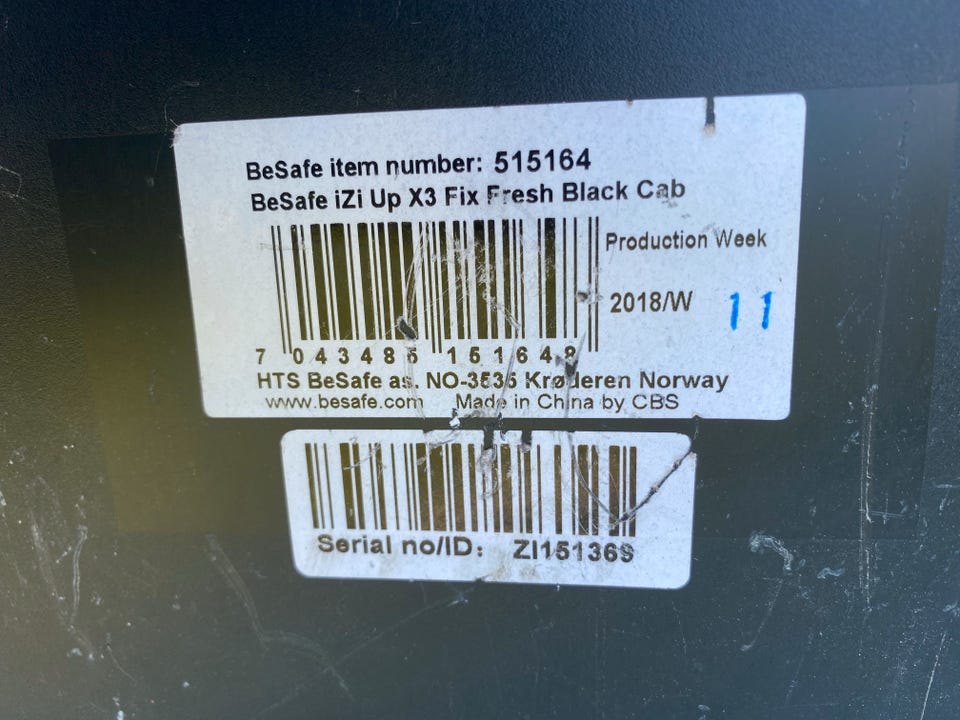 BeSafe item number: 515164
BeSafe iZi Up X3 Fix Fresh Black Cab
Production Week
2018/W 11
7 043485 151648
HTS BeSafe as. NO-3535 Krøderen Norway
www.besafe.com Made in China by CBS
Serial no/ID: ZI151369